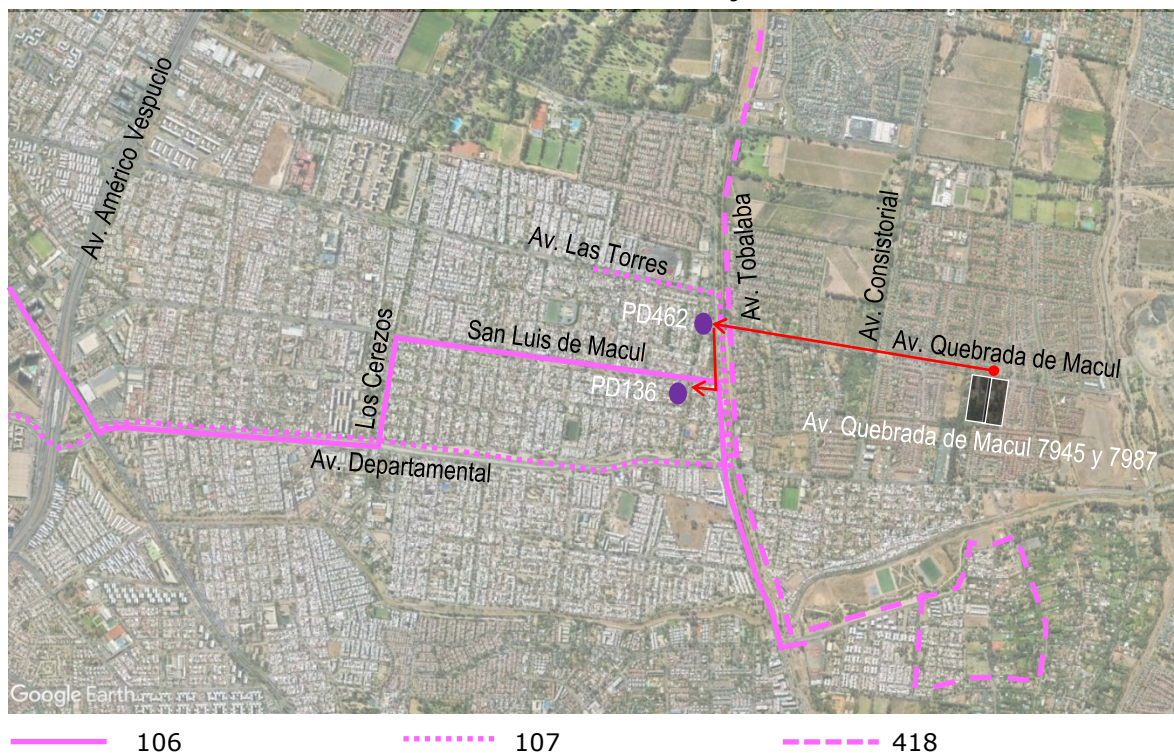 Av. Américo Vespucio
Av. Las Torres
Av. Tobalaba
Av. Consistorial
PD462
San Luis de Macul
Av. Quebrada de Macul
Los Cerezos
PD136
Av. Quebrada de Macul 7945 y 7987
Av. Departamental
Google Earth
106
107
418